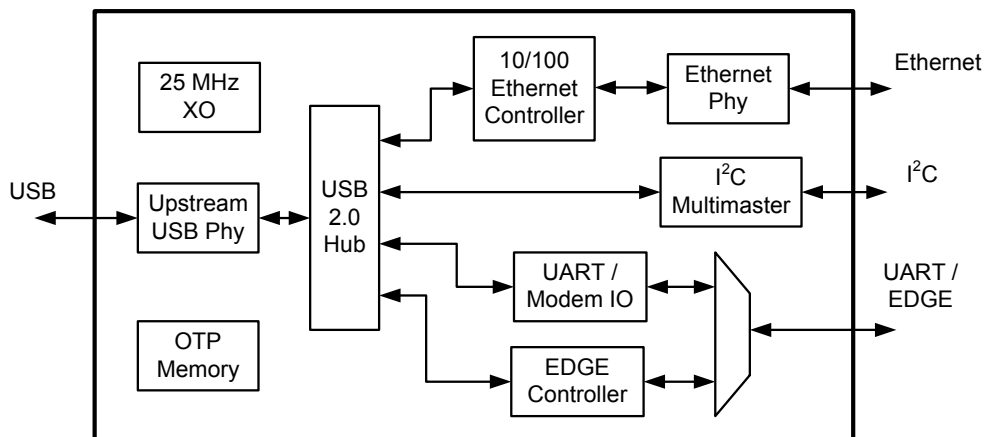 25 MHz
XO
10/100
Ethernet
Controller
Ethernet
Phy
Ethernet
USB
Upstream
USB Phy
USB
2.0
Hub
I²C
Multimaster
I²C
UART /
Modem IO
UART /
EDGE
OTP
Memory
EDGE
Controller